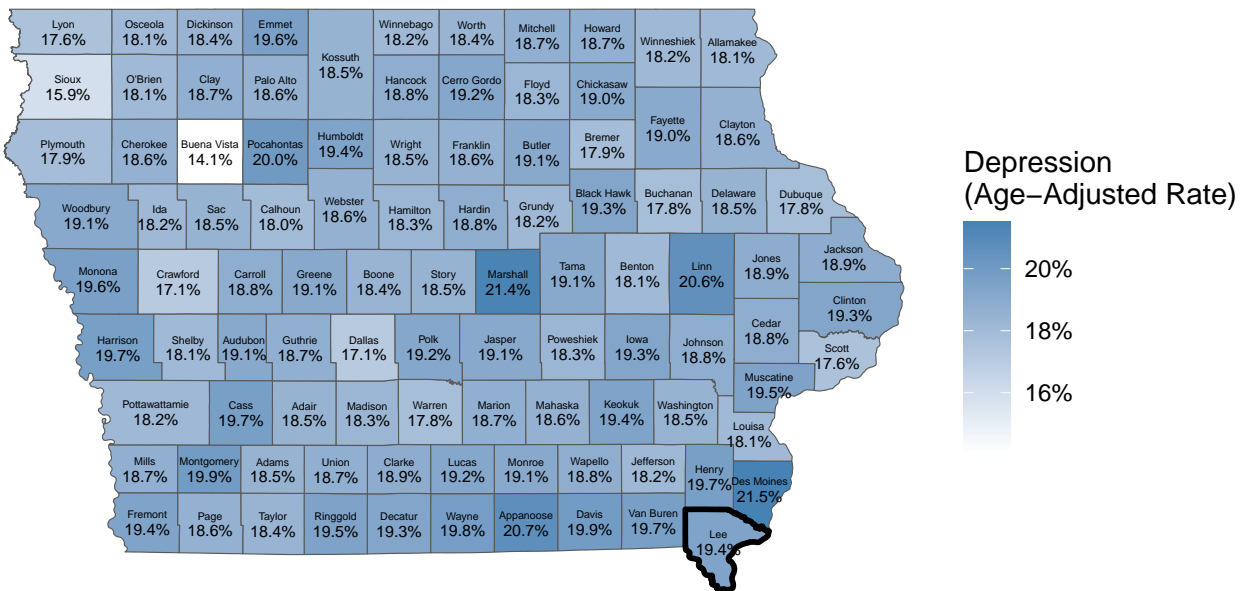 Lyon
17.6%
Osceola
18.1%
Dickinson
18.4%
Emmet
19.6%
Kossuth
18.5%
Winnebago
18.2%
Worth
18.4%
Mitchell
18.7%
Howard
18.7%
Winneshiek
18.2%
Allamakee
18.1%
Sioux
15.9%
O'Brien
18.1%
Clay
18.7%
Palo Alto
18.6%
Hancock
18.8%
Cerro Gordo
19.2%
Floyd
18.3%
Chickasaw
19.0%
Fayette
19.0%
Clayton
18.6%
Plymouth
17.9%
Cherokee
18.6%
Buena Vista
14.1%
Pocahontas
20.0%
Humboldt
19.4%
Wright
18.5%
Franklin
18.6%
Butler
19.1%
Bremer
17.9%
Woodbury
19.1%
Ida
18.2%
Sac
18.5%
Calhoun
18.0%
Webster
18.6%
Hamilton
18.3%
Hardin
18.8%
Grundy
18.2%
Black Hawk
19.3%
Buchanan
17.8%
Delaware
18.5%
Dubuque
17.8%
Monona
19.6%
Crawford
17.1%
Carroll
18.8%
Greene
19.1%
Boone
18.4%
Story
18.5%
Marshall
21.4%
Tama
19.1%
Benton
18.1%
Linn
20.6%
Jones
18.9%
Jackson
18.9%
Clinton
19.3%
Harrison
19.7%
Shelby
18.1%
Audubon
19.1%
Guthrie
18.7%
Dallas
17.1%
Polk
19.2%
Jasper
19.1%
Poweshiek
18.3%
Iowa
19.3%
Johnson
18.8%
Cedar
18.8%
Scott
17.6%
Muscatine
19.5%
Pottawattamie
18.2%
Cass
19.7%
Adair
18.5%
Madison
18.3%
Warren
17.8%
Marion
18.7%
Mahaska
18.6%
Keokuk
19.4%
Washington
18.5%
Louisa
18.1%
Mills
18.7%
Montgomery
19.9%
Adams
18.5%
Union
18.7%
Clarke
18.9%
Lucas
19.2%
Monroe
19.1%
Wapello
18.8%
Jefferson
18.2%
Henry
19.7%
Des Moines
21.5%
Fremont
19.4%
Page
18.6%
Taylor
18.4%
Ringgold
19.5%
Decatur
19.3%
Wayne
19.8%
Appanoose
20.7%
Davis
19.9%
Van Buren
19.7%
Lee
19.4%
Depression
(Age−Adjusted Rate)
20%
18%
16%